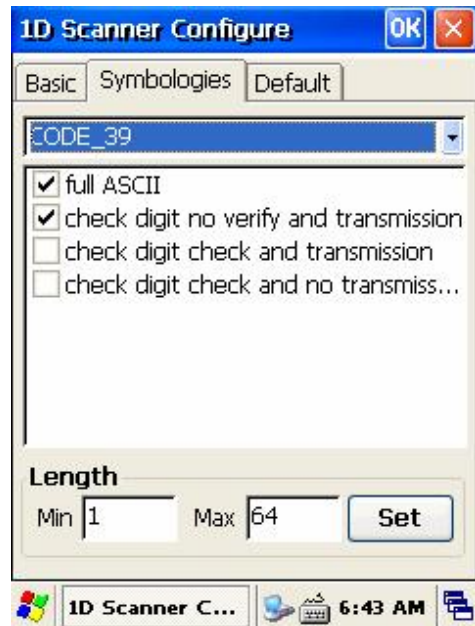 1D Scanner Configure OK
Basic Symbologies Default
CODE_39
full ASCII
check digit no verify and transmission
check digit check and transmission
check digit check and no transmiss...
Length
Min 1 Max 64 Set
1D Scanner C... 6:43 AM